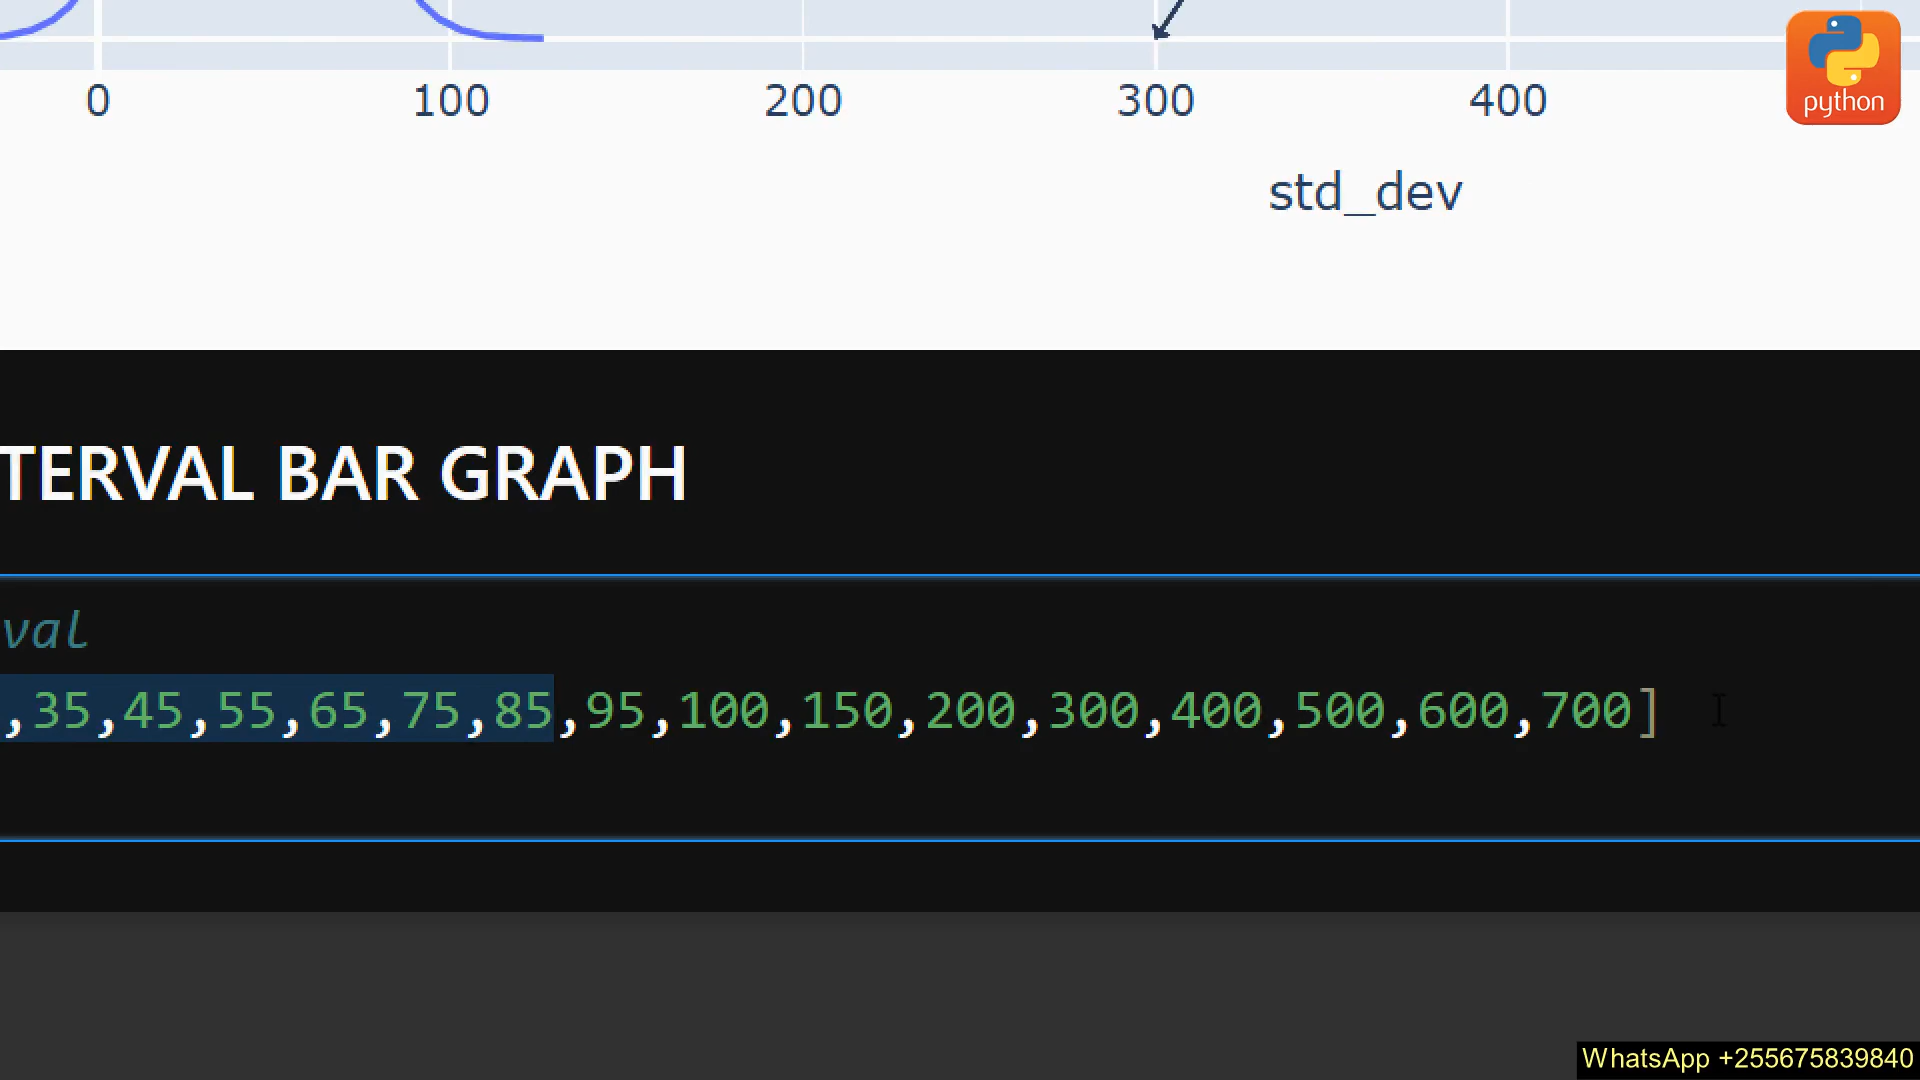 0 100 200 300 400
python
std_dev
TERVAL BAR GRAPH
val
,35,45,55,65,75,85,95,100,150,200,300,400,500,600,700]
WhatsApp +255675839840